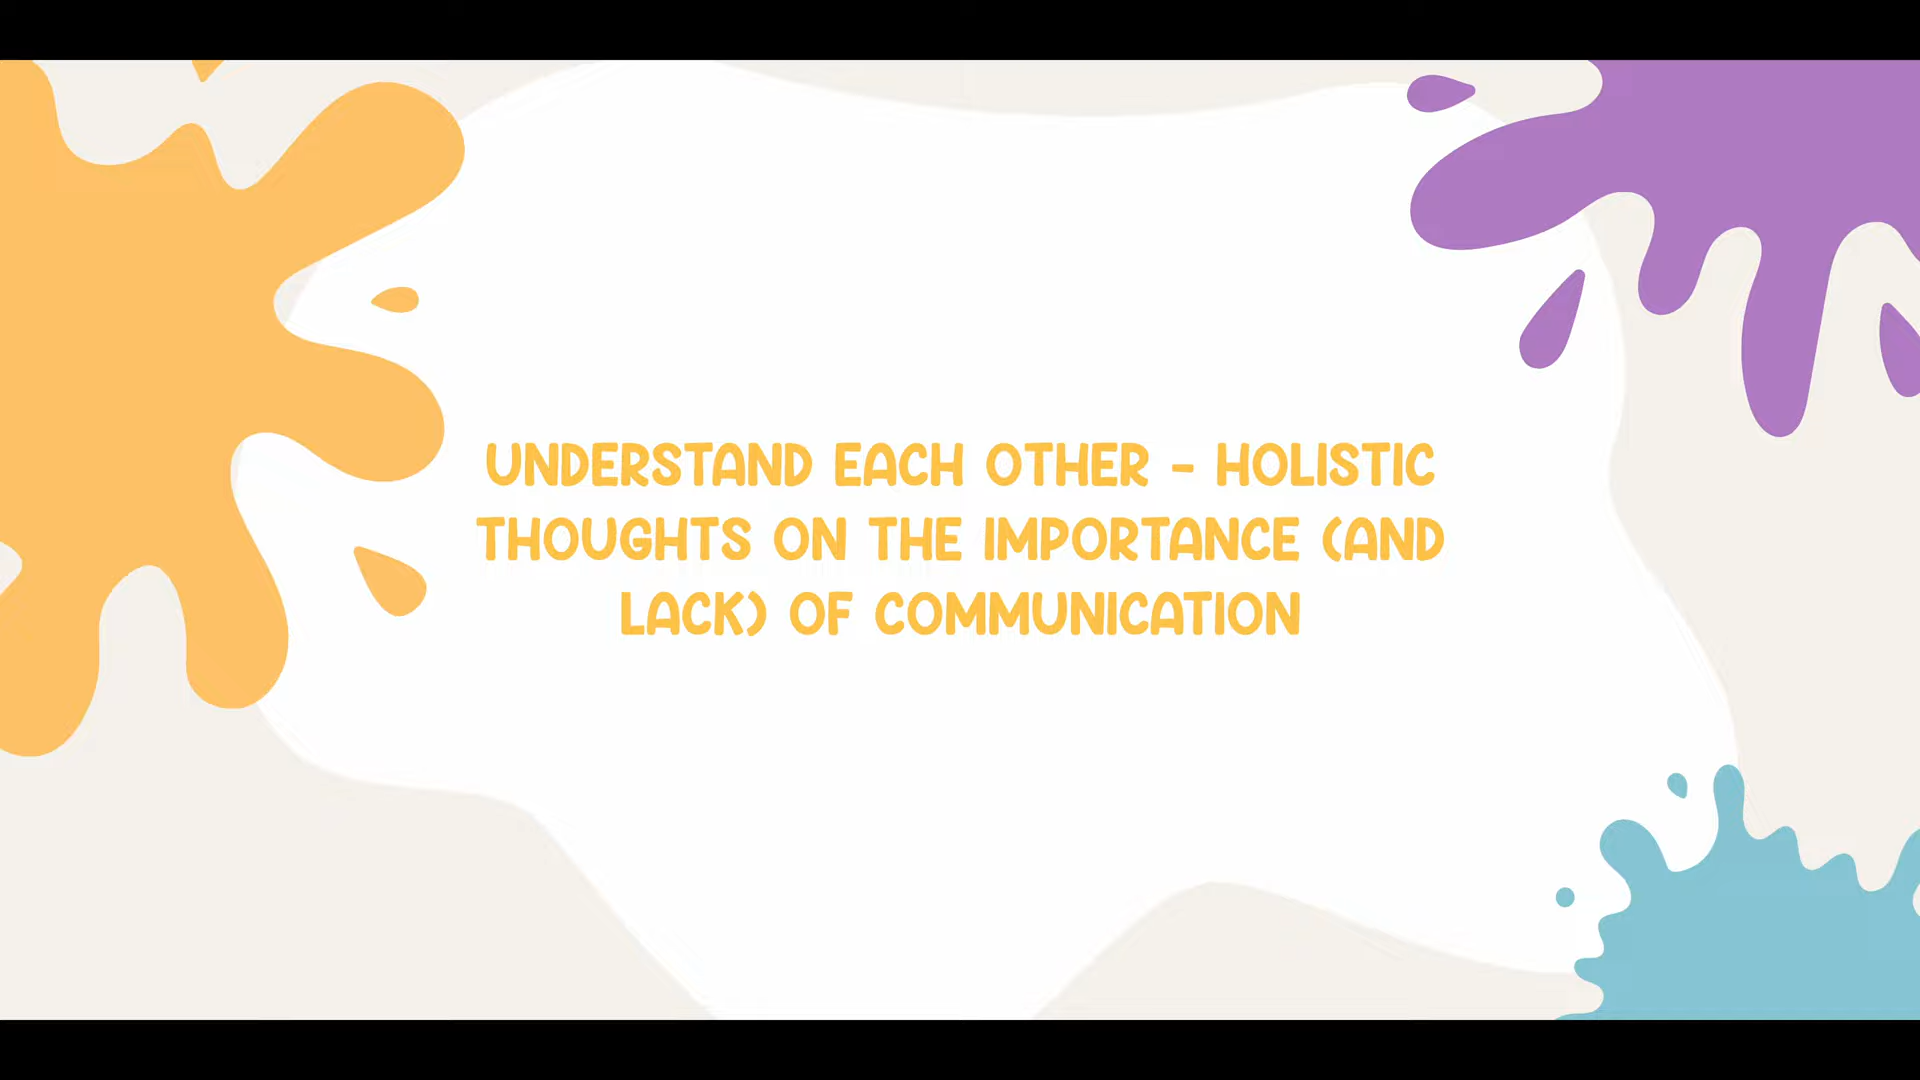 UNDERSTAND EACH OTHER - HOLISTIC
THOUGHTS ON THE IMPORTANCE (AND
LACK) OF COMMUNICATION